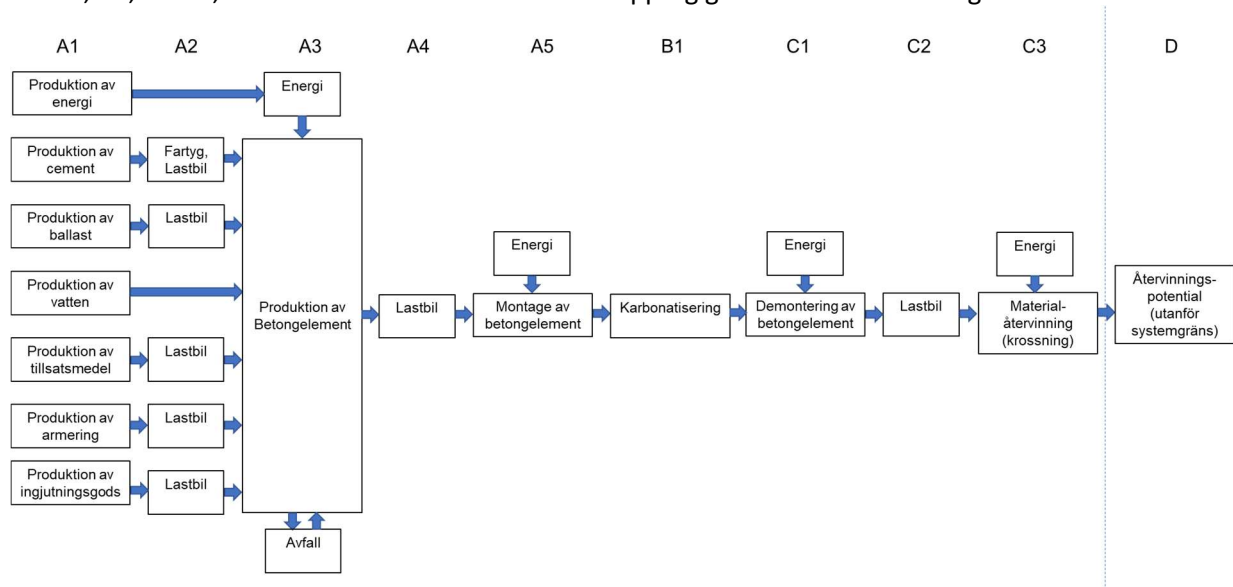 A1 A2 A3 A4 A5 B1 C1 C2 C3 D
Produktion av
energi
Energi
Produktion av
cement
Fartyg,
Lastbil
Produktion av
ballast
Lastbil
Produktion av
vatten
Produktion av
tillsatsmedel
Lastbil
Produktion av
armering
Lastbil
Produktion av
ingjutningsgods
Lastbil
Produktion av
Betongelement
Avfall
Lastbil
Energi
Montage av
betongelement
Karbonatisering
Energi
Demontering av
betongelement
Lastbil
Energi
Material-
återvinning
(krossning)
Återvinnings-
potential
(utanför
systemgräns)